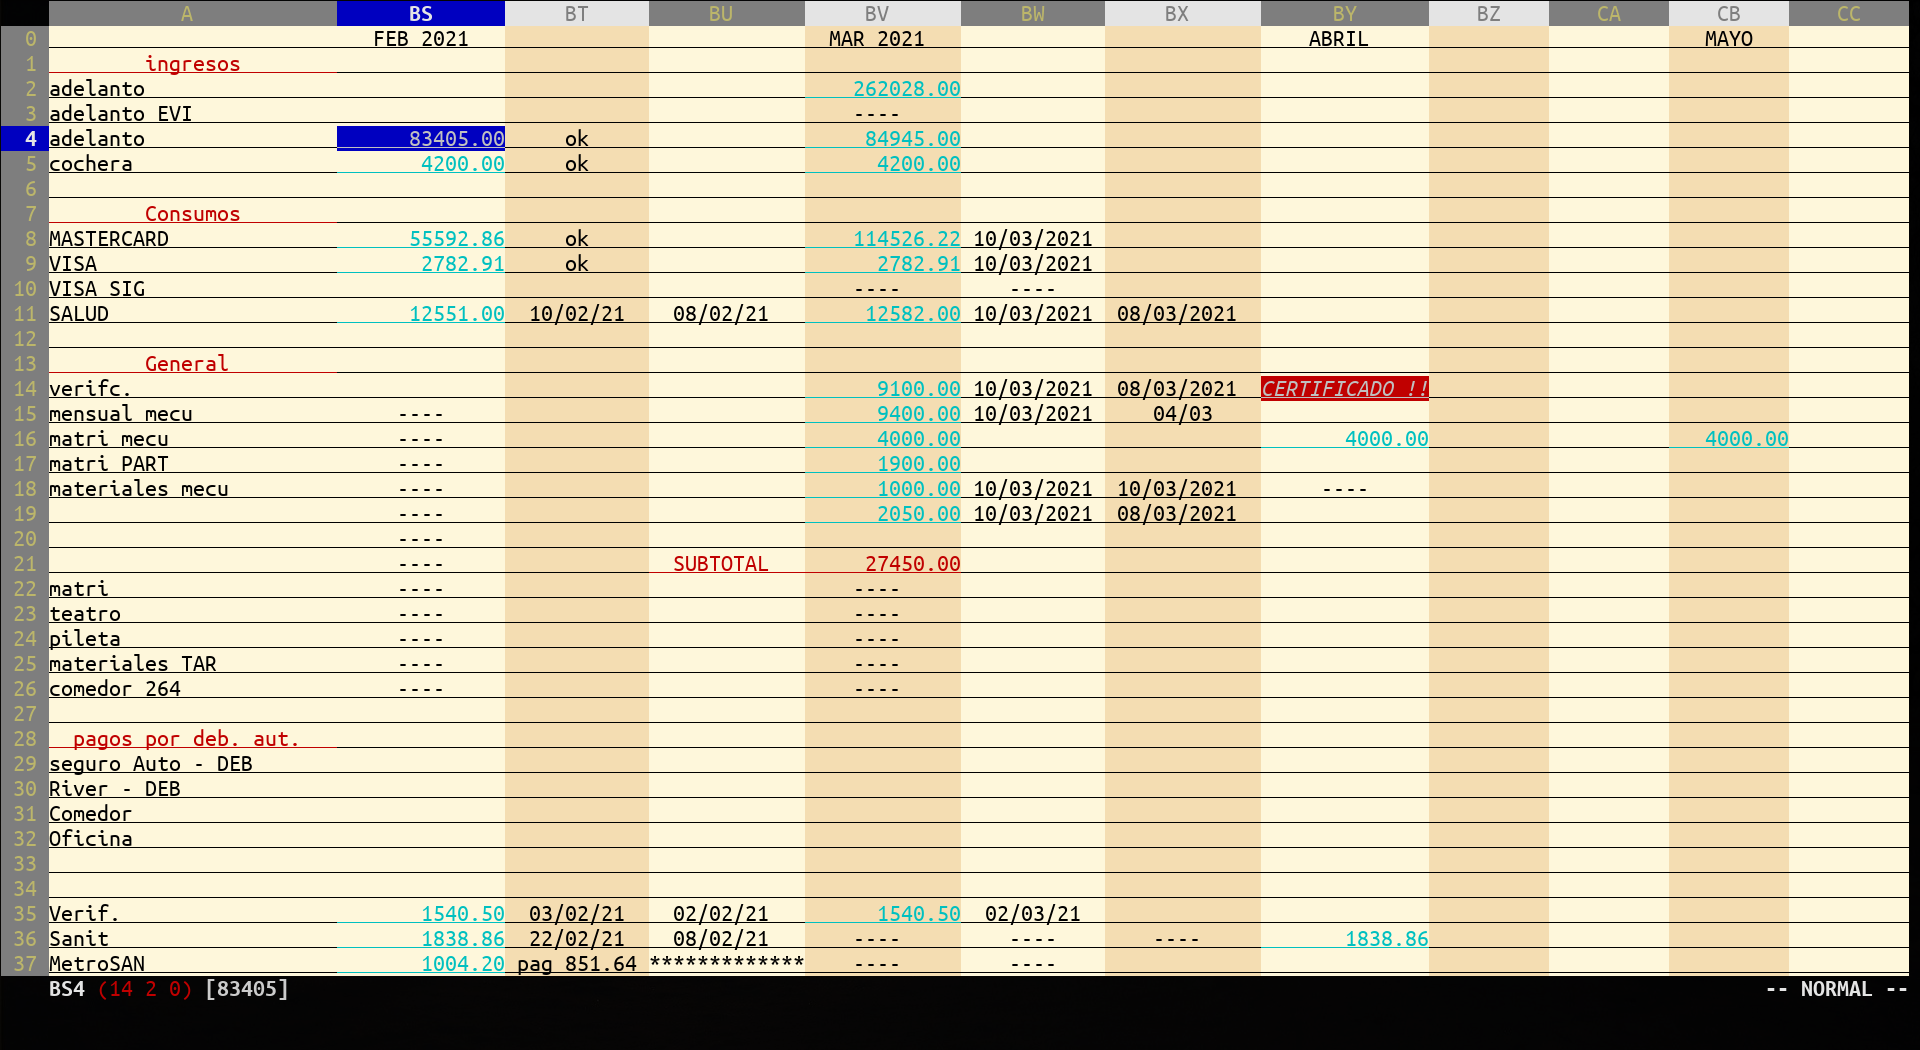 A BS BT BU BV BW BX BY BZ CA CB CC
0 FEB 2021 MAR 2021 ABRIL MAYO
1 ingresos
2 adelanto 262028.00
3 adelanto EVI ----
4 adelanto 83405.00 ok 84945.00
5 cochera 4200.00 ok 4200.00
6
7 Consumos
8 MASTERCARD 55592.86 ok 114526.22 10/03/2021
9 VISA 2782.91 ok 2782.91 10/03/2021
10 VISA SIG ---- ----
11 SALUD 12551.00 10/02/21 08/02/21 12582.00 10/03/2021 08/03/2021
12
13 General
14 verifc. 9100.00 10/03/2021 08/03/2021 CERTIFICADO !!
15 mensual mecu ---- 9400.00 10/03/2021 04/03
16 matri mecu ---- 4000.00 4000.00 4000.00
17 matri PART ---- 1900.00
18 materiales mecu ---- 1000.00 10/03/2021 10/03/2021 ----
19 ---- 2050.00 10/03/2021 08/03/2021
20 ----
21 ---- SUBTOTAL 27450.00
22 matri ---- ----
23 teatro ---- ----
24 pileta ---- ----
25 materiales TAR ---- ----
26 comedor 264 ---- ----
27
28 pagos por deb. aut.
29 seguro Auto - DEB
30 River - DEB
31 Comedor
32 Oficina
33
34
35 Verif. 1540.50 03/02/21 02/02/21 1540.50 02/03/21
36 Sanit 1838.86 22/02/21 08/02/21 ---- ---- ---- 1838.86
37 MetroSAN 1004.20 pag 851.64 ************* ---- ----
BS4 (14 2 0) [83405] -- NORMAL --